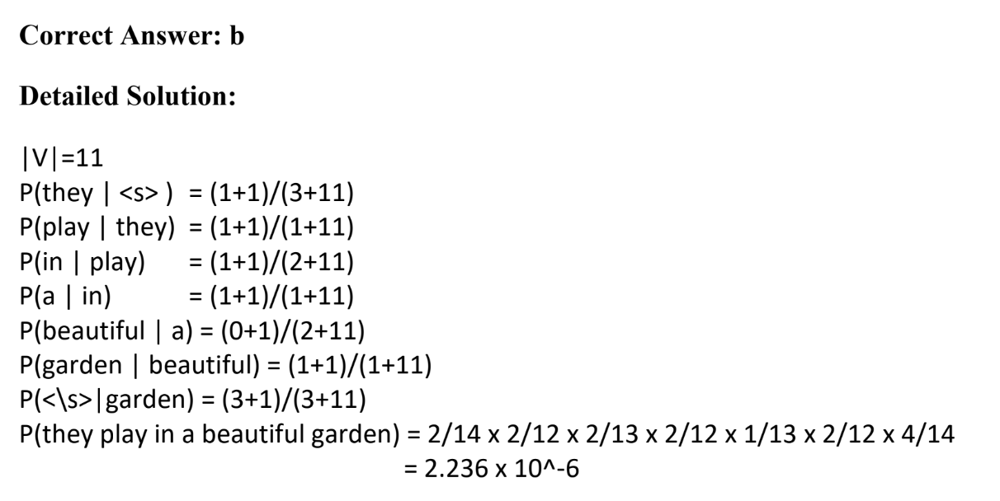 Correct Answer: b
Detailed Solution:
|V|=11
P(they | <s> ) = (1+1)/(3+11)
P(play | they) = (1+1)/(1+11)
P(in | play) = (1+1)/(2+11)
P(a | in) = (1+1)/(1+11)
P(beautiful | a) = (0+1)/(2+11)
P(garden | beautiful) = (1+1)/(1+11)
P(<\s>|garden) = (3+1)/(3+11)
P(they play in a beautiful garden) = 2/14 x 2/12 x 2/13 x 2/12 x 1/13 x 2/12 x 4/14
= 2.236 x 10^-6